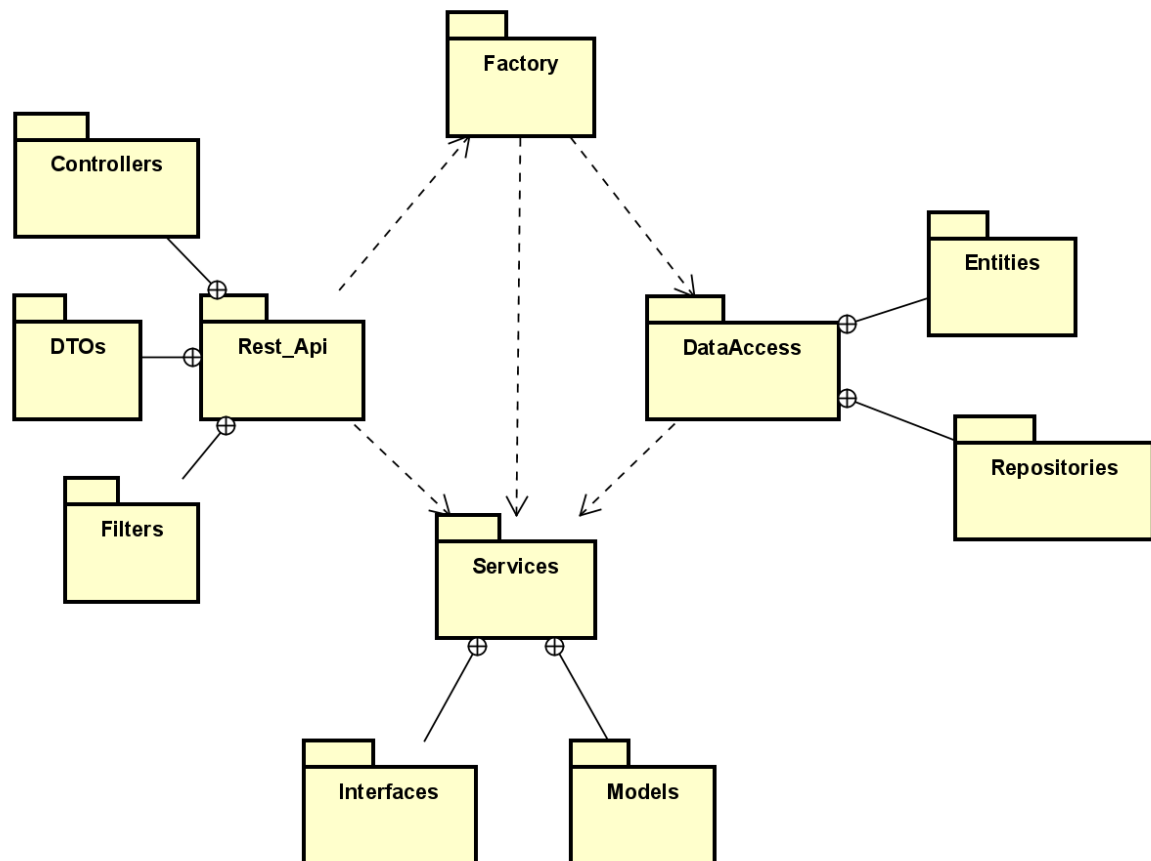 Factory
Controllers
Entities
DTOs
Rest_Api
DataAccess
Repositories
Filters
Services
Interfaces
Models